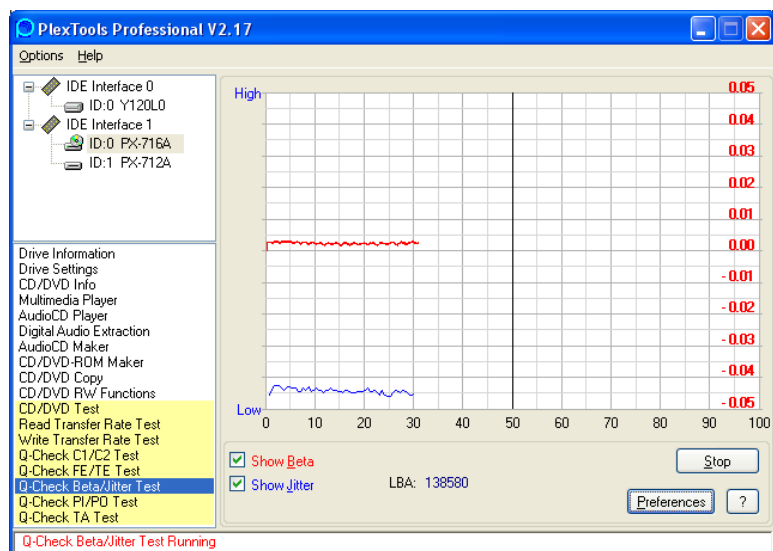 PlexTools Professional V2.17
Options Help
IDE Interface 0
ID:0 Y120L0
IDE Interface 1
ID:0 PX-716A
ID:1 PX-712A
Drive Information
Drive Settings
CD/DVD Info
Multimedia Player
AudioCD Player
Digital Audio Extraction
AudioCD Maker
CD/DVD-ROM Maker
CD/DVD Copy
CD/DVD RW Functions
CD/DVD Test
Read Transfer Rate Test
Write Transfer Rate Test
Q-Check C1/C2 Test
Q-Check FE/TE Test
Q-Check Beta/Jitter Test
Q-Check PI/PO Test
Q-Check TA Test
High
Low
0.05
0.04
0.03
0.02
0.01
0.00
- 0.01
- 0.02
- 0.03
- 0.04
- 0.05
0 10 20 30 40 50 60 70 80 90 100
Show Beta
Show Jitter
LBA: 138580
Stop
Preferences
?
Q-Check Beta/Jitter Test Running